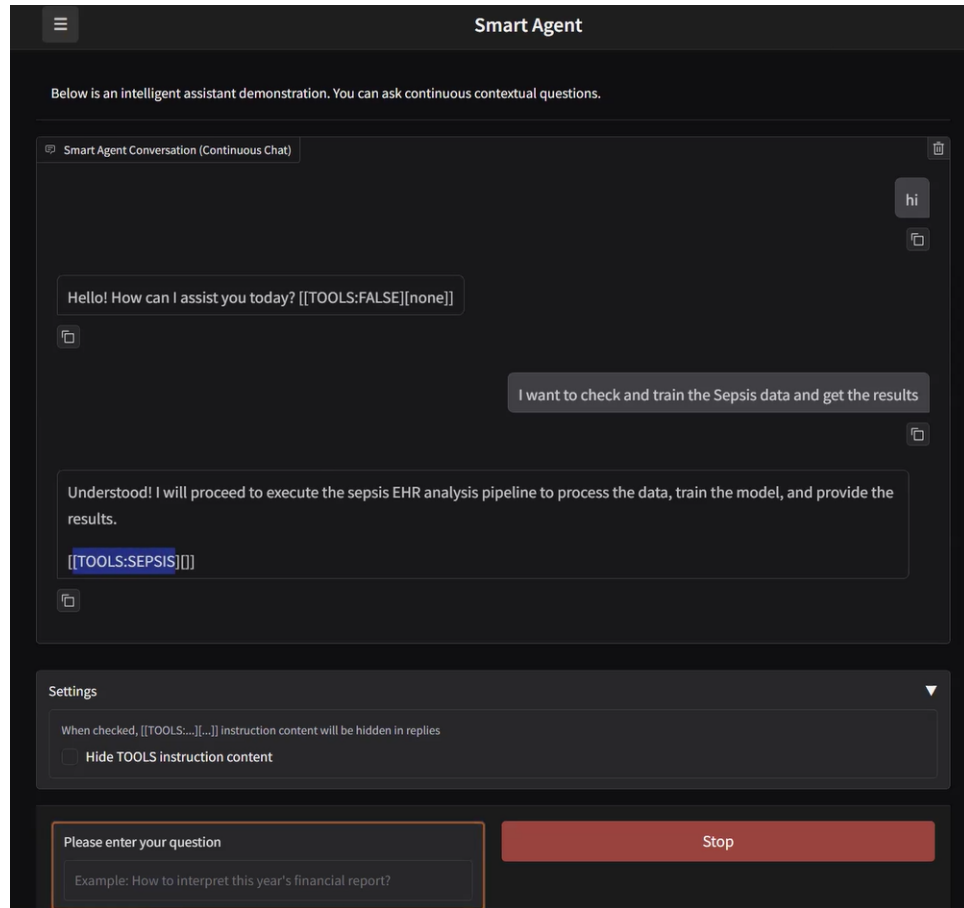 Smart Agent
Below is an intelligent assistant demonstration. You can ask continuous contextual questions.
Smart Agent Conversation (Continuous Chat)
hi
Hello! How can I assist you today? [[TOOLS:FALSE][none]]
I want to check and train the Sepsis data and get the results
Understood! I will proceed to execute the sepsis EHR analysis pipeline to process the data, train the model, and provide the
results.
[[TOOLS:SEPSIS][]]
Settings
When checked, [[TOOLS:...][...]] instruction content will be hidden in replies
Hide TOOLS instruction content
Please enter your question
Stop
Example: How to interpret this year's financial report?